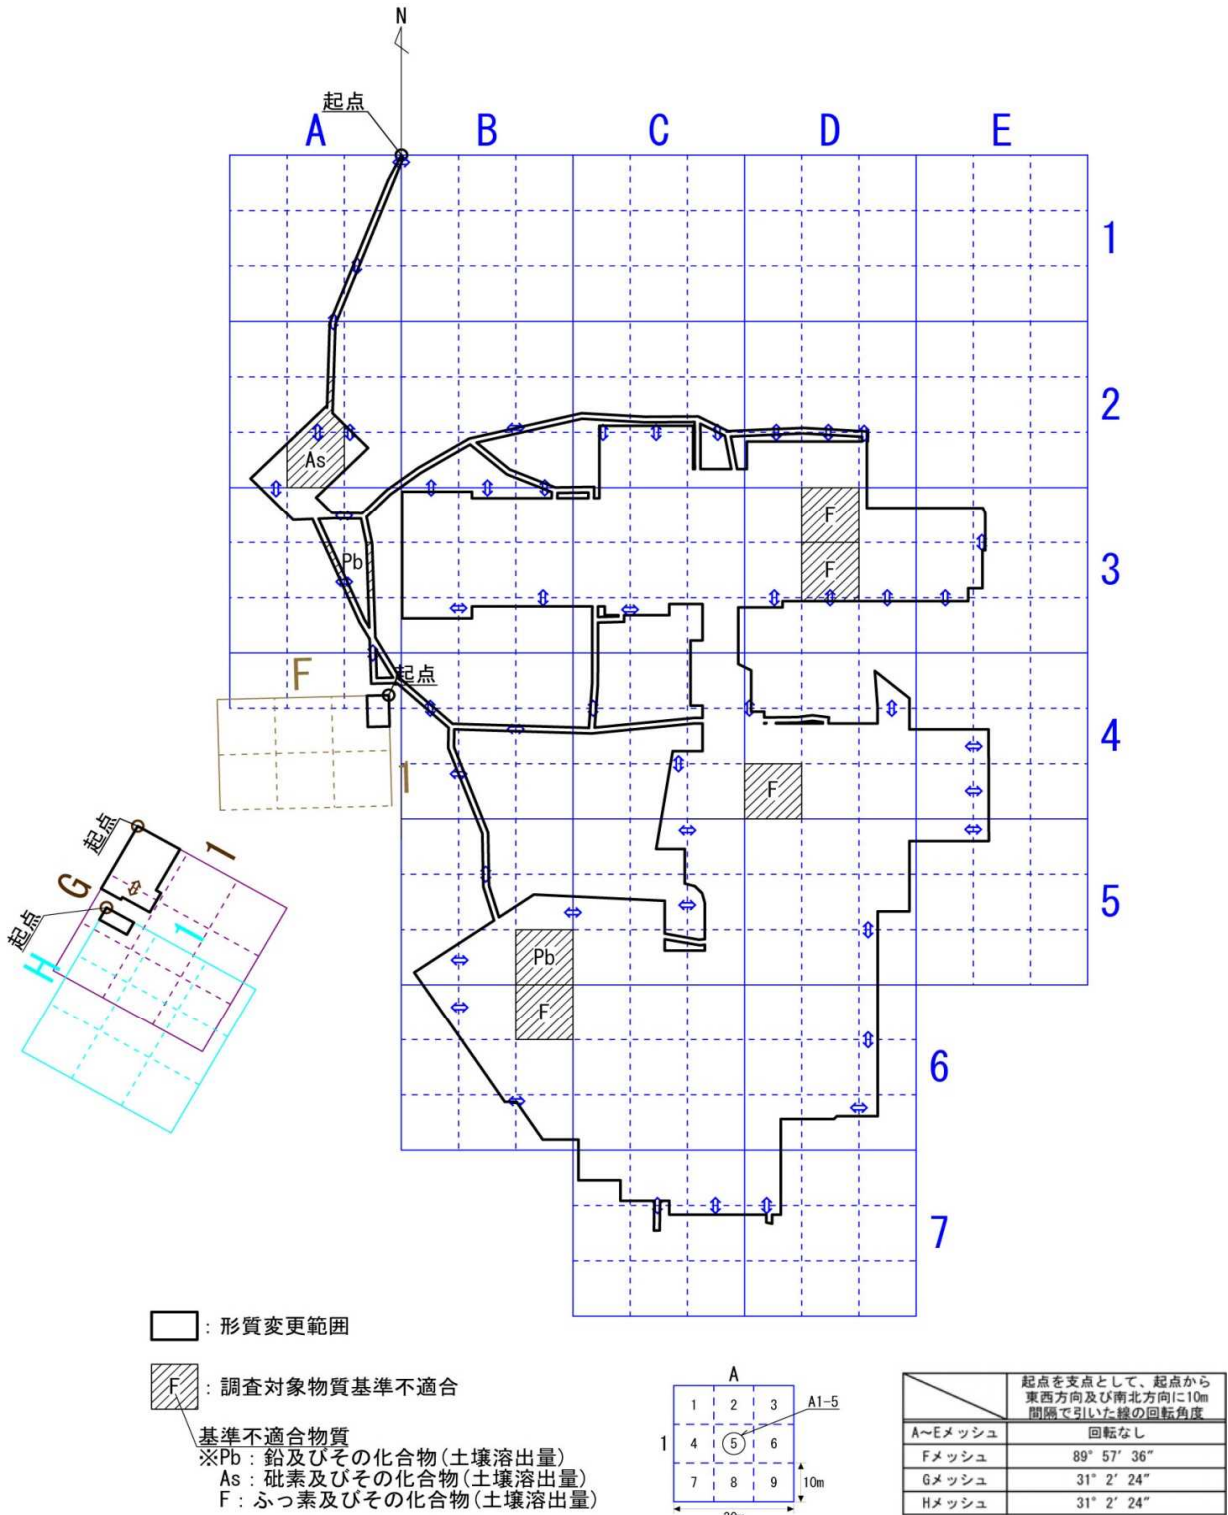 N
起点
A B C D E
1
2
As
F
3
Pb
F
F
起点
4
1
F
起点
1
G
5
起点
1
Pb
H
F
6
7
：形質変更範囲
F：調査対象物質基準不適合
基準不適合物質
※Pb：鉛及びその化合物(土壌溶出量)
As：砒素及びその化合物(土壌溶出量)
F：ふっ素及びその化合物(土壌溶出量)
A
1 2 3 A1-5
1 4 5 6
7 8 9 10m
起点を支点として、起点から
東西方向及び南北方向に10m
間隔で引いた線の回転角度
A〜Eメッシュ 回転なし
Fメッシュ 89° 57′ 36″
Gメッシュ 31° 2′ 24″
Hメッシュ 31° 2′ 24″